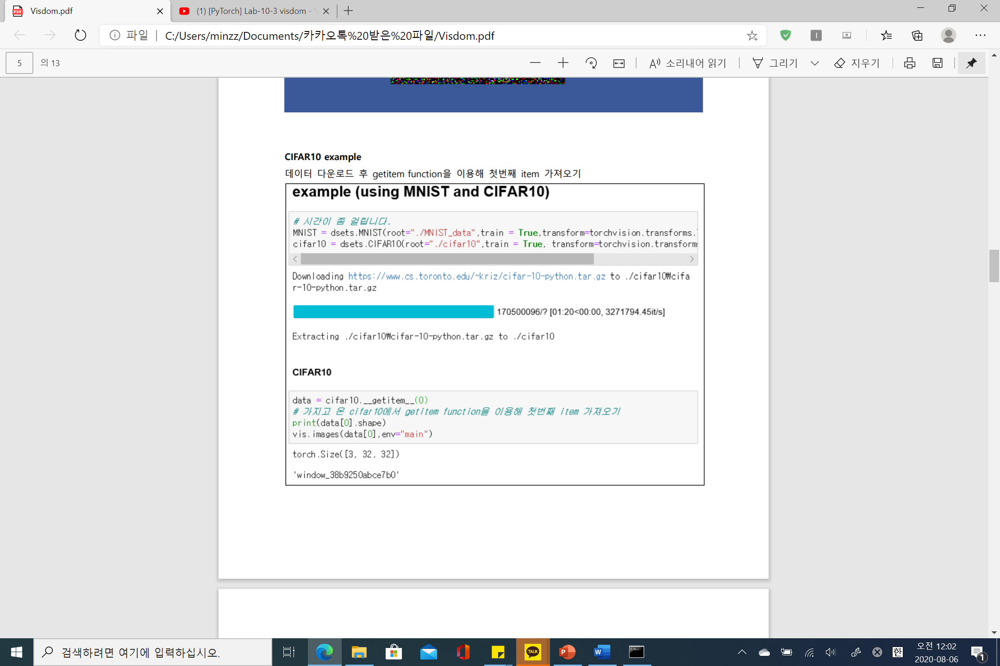 Visdom.pdf
(1) [PyTorch] Lab-10-3 visdom -
파일 | C:/Users/minzz/Documents/카카오톡%20받은%20파일/Visdom.pdf
5 의 13
소리내어 읽기
그리기
지우기
CIFAR10 example
데이터 다운로드 후 getitem function을 이용해 첫번째 item 가져오기
example (using MNIST and CIFAR10)
# 시간이 좀 걸립니다.
MNIST = dsets.MNIST(root="./MNIST_data",train = True,transform=torchvision.transforms.
cifar10 = dsets.CIFAR10(root="./cifar10",train = True, transform=torchvision.transform
Downloading https://www.cs.toronto.edu/~kriz/cifar-10-python.tar.gz to ./cifar10₩cifa
r-10-python.tar.gz
170500096/? [01:20<00:00, 3271794.45it/s]
Extracting ./cifar10₩cifar-10-python.tar.gz to ./cifar10
CIFAR10
data = cifar10.__getitem__(0)
# 가지고 온 cifar10에서 getitem function을 이용해 첫번째 item 가져오기
print(data[0].shape)
vis.images(data[0],env="main")
torch.Size([3, 32, 32])
'window_38b9250abce7b0'
검색하려면 여기에 입력하십시오.
TALK
한
오전 12:02
2020-08-06
1